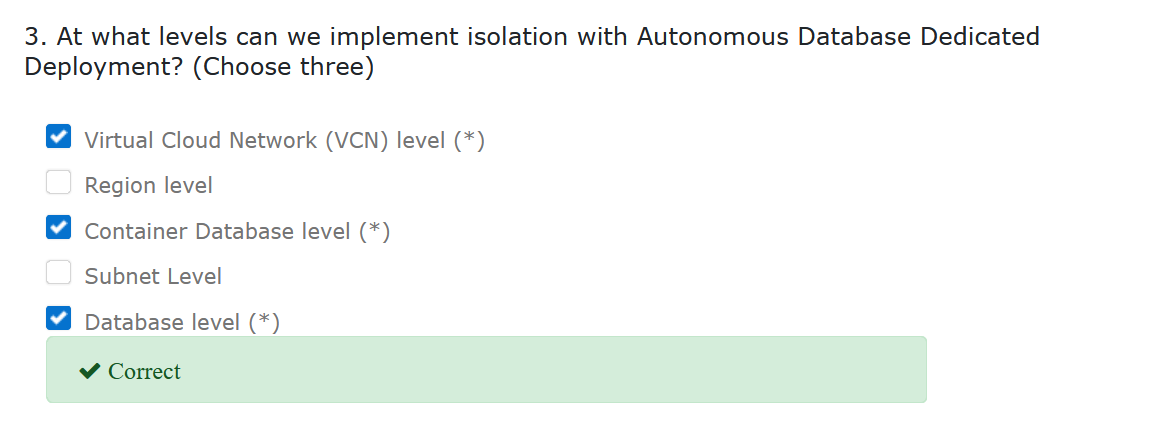 3. At what levels can we implement isolation with Autonomous Database Dedicated
Deployment? (Choose three)
Virtual Cloud Network (VCN) level (*)
Region level
Container Database level (*)
Subnet Level
Database level (*)
Correct